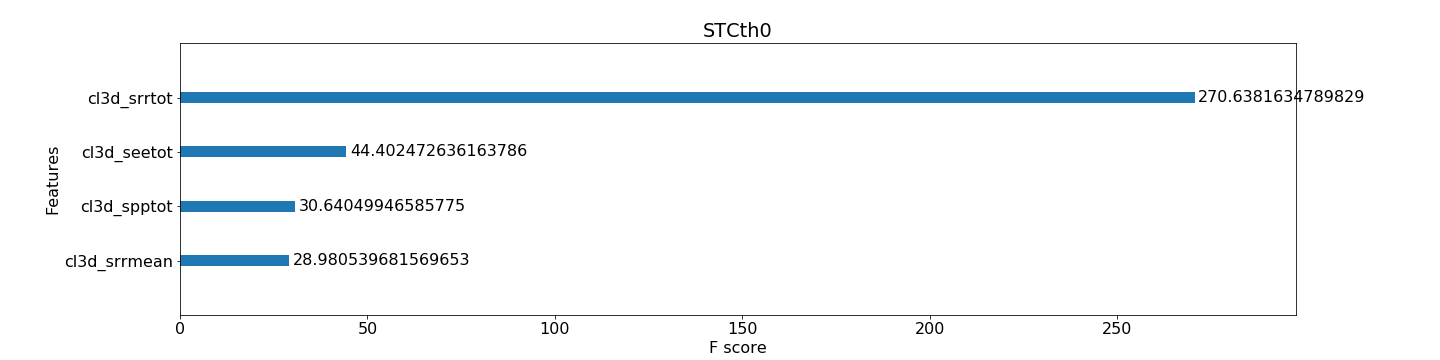 STCth0
cl3d_srrtot
270.6381634789829
cl3d_seetot
44.402472636163786
cl3d_spptot
30.64049946585775
cl3d_srrmean
28.980539681569653
Features
0 50 100 150 200 250
F score